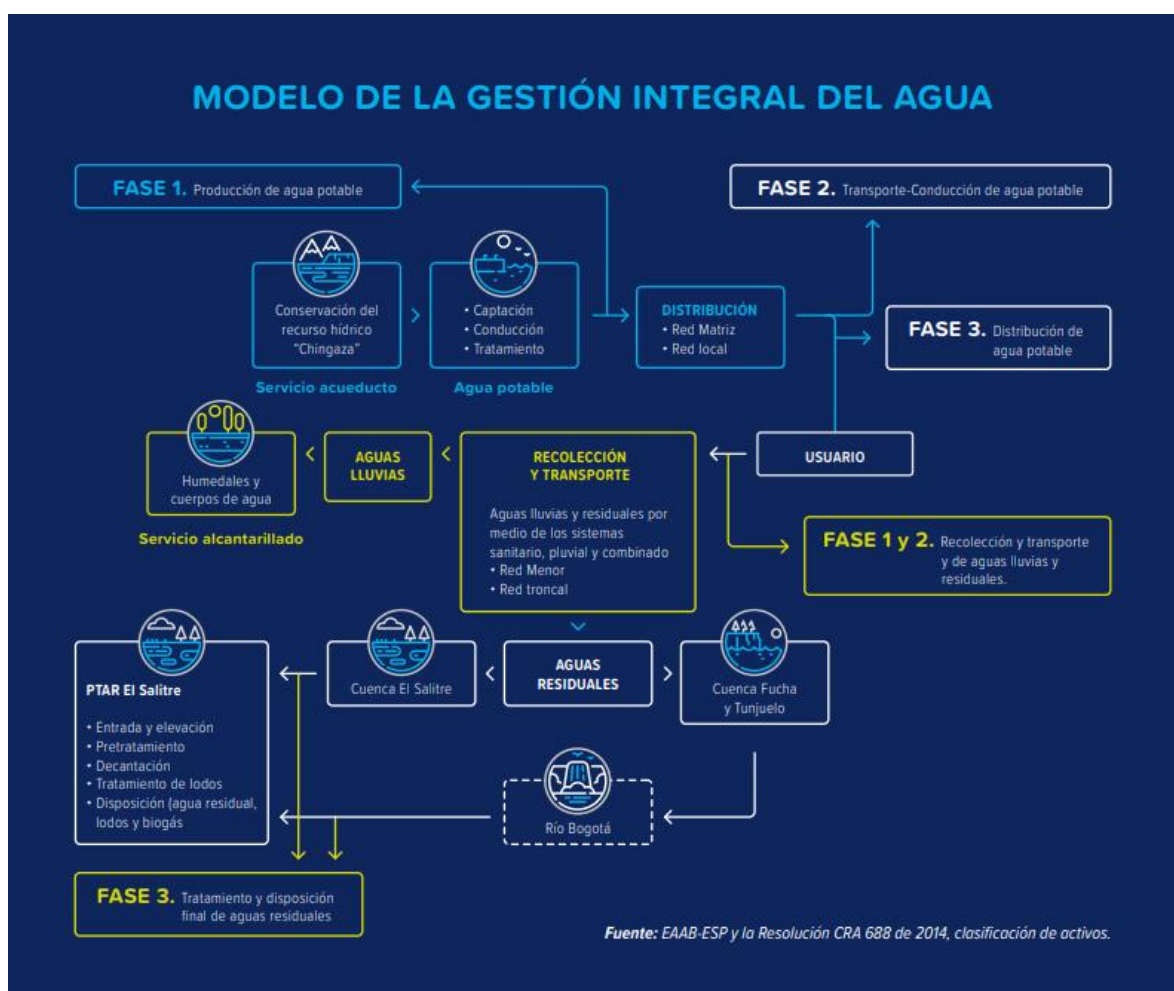 MODELO DE LA GESTIÓN INTEGRAL DEL AGUA
FASE 1. Producción de agua potable
FASE 2. Transporte-Conducción de agua potable
Conservación del
recurso hídrico
"Chingaza"
Servicio acueducto
• Captación
• Conducción
• Tratamiento
Agua potable
DISTRIBUCIÓN
• Red Matriz
• Red local
FASE 3. Distribución de
agua potable
Humedales y
cuerpos de agua
Servicio alcantarillado
AGUAS
LLUVIAS
RECOLECCIÓN
Y TRANSPORTE
Aguas lluvias y residuales por
medio de los sistemas
sanitario, pluvial y combinado
• Red Menor
• Red troncal
USUARIO
FASE 1 y 2. Recolección y transporte
y de aguas lluvias y
residuales.
PTAR El Salitre
• Entrada y elevación
• Pretratamiento
• Decantación
• Tratamiento de lodos
• Disposición (agua residual,
lodos y biogás
Cuenca El Salitre
AGUAS
RESIDUALES
Cuenca Fucha
y Tunjuelo
Río Bogotá
FASE 3. Tratamiento y disposición
final de aguas residuales
Fuente: EAAB-ESP y la Resolución CRA 688 de 2014, clasificación de activos.